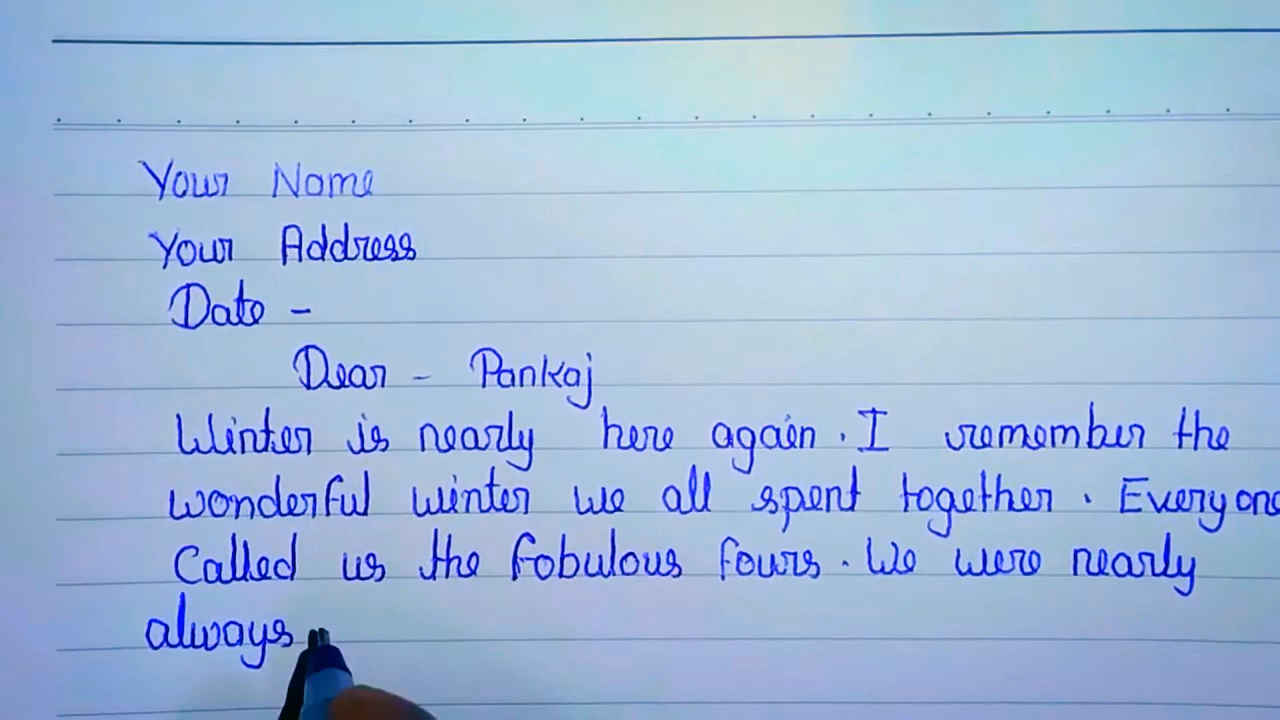 Your Name
Your Address
Date -
Dear - Pankaj
Winter is nearly here again. I remember the
wonderful winter we all spent together. Everyone
Called us the fobulous fours. We were nearly
always